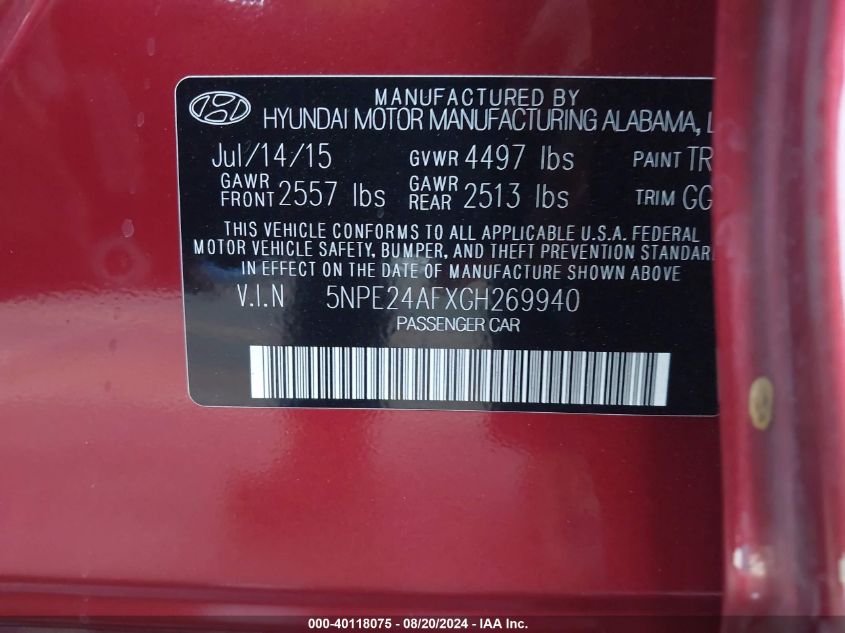 MANUFACTURED BY
HYUNDAI MOTOR MANUFACTURING ALABAMA,
Jul/14/15 GVWR 4497 lbs PAINT TR
GAWR FRONT 2557 lbs GAWR REAR 2513 lbs TRIM GG
THIS VEHICLE CONFORMS TO ALL APPLICABLE U.S.A. FEDERAL
MOTOR VEHICLE SAFETY, BUMPER, AND THEFT PREVENTION STANDAR
IN EFFECT ON THE DATE OF MANUFACTURE SHOWN ABOVE
V.I.N 5NPE24AFXGH269940
PASSENGER CAR
000-40118075 - 08/20/2024 - IAA Inc.